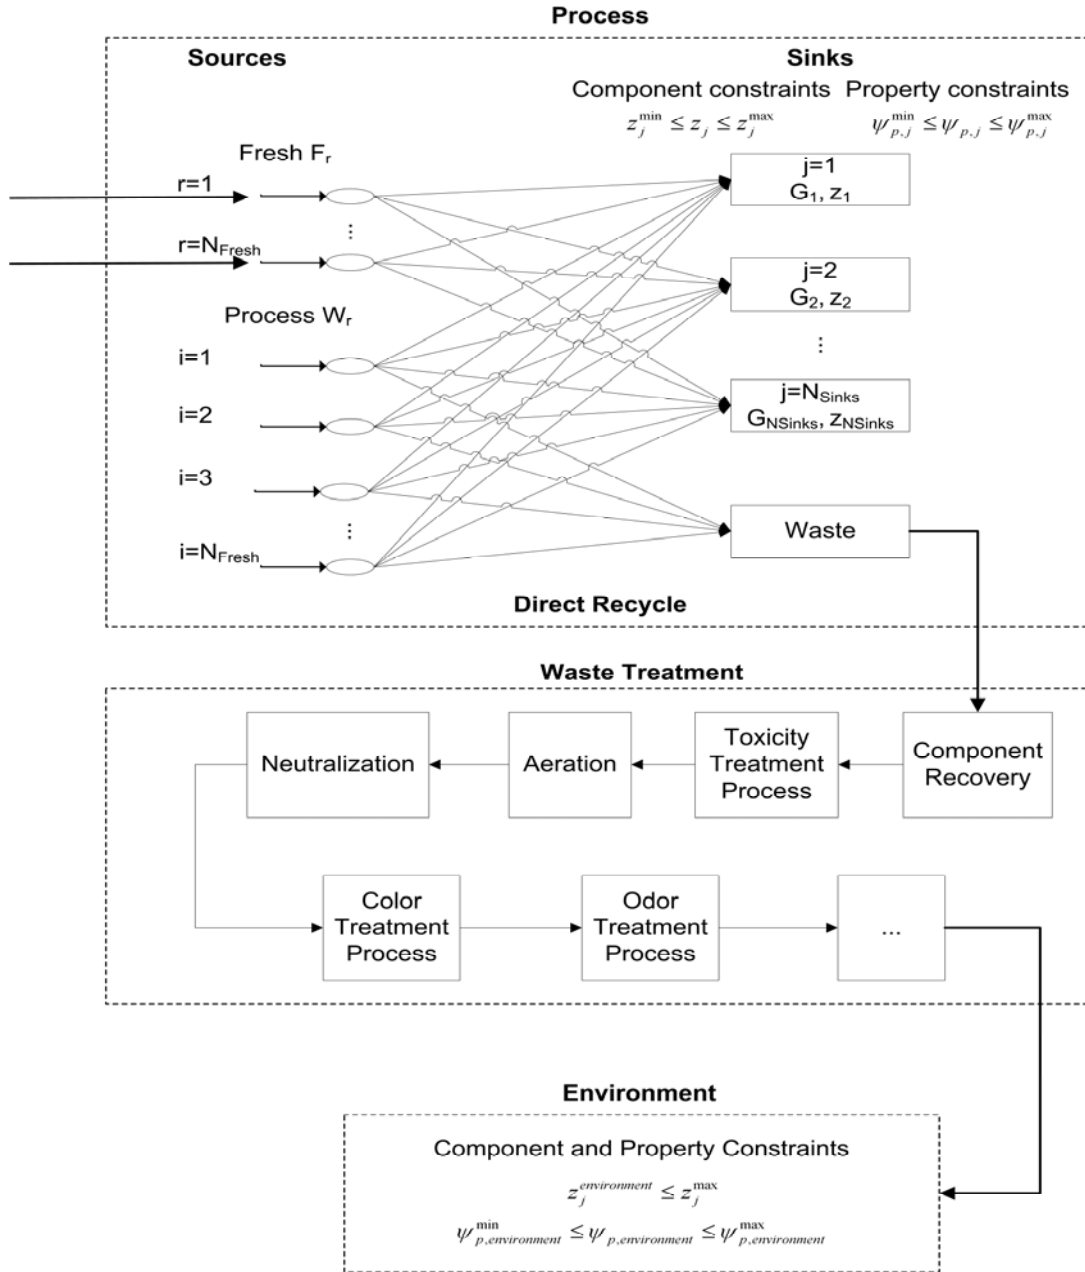 Process
Sources
Sinks
Component constraints
Property constraints
z_j^min ≤ z_j ≤ z_j^max
ψ_p,j^min ≤ ψ_p,j ≤ ψ_p,j^max
Fresh F_r
r=1
...
r=N_Fresh
Process W_r
i=1
i=2
i=3
...
i=N_Fresh
j=1
G_1, z_1
j=2
G_2, z_2
...
j=N_Sinks
G_NSinks, z_NSinks
Waste
Direct Recycle
Waste Treatment
Neutralization
Aeration
Toxicity
Treatment
Process
Component
Recovery
Color
Treatment
Process
Odor
Treatment
Process
...
Environment
Component and Property Constraints
z_j^environment ≤ z_j^max
ψ_p,environment^min ≤ ψ_p,environment ≤ ψ_p,environment^max